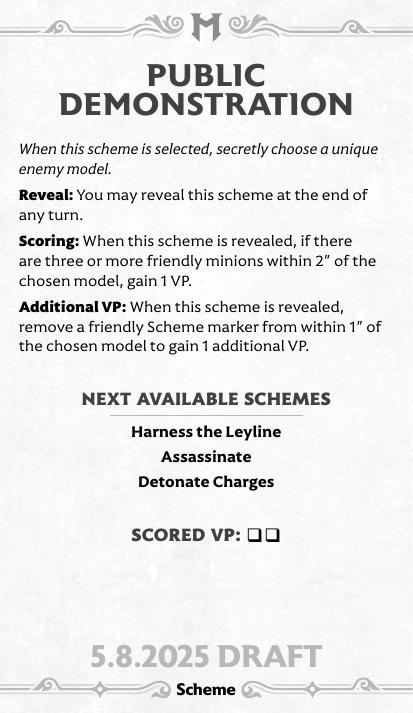 M
PUBLIC
DEMONSTRATION
When this scheme is selected, secretly choose a unique
enemy model.
Reveal: You may reveal this scheme at the end of
any turn.
Scoring: When this scheme is revealed, if there
are three or more friendly minions within 2” of the
chosen model, gain 1 VP.
Additional VP: When this scheme is revealed,
remove a friendly Scheme marker from within 1” of
the chosen model to gain 1 additional VP.
NEXT AVAILABLE SCHEMES
Harness the Leyline
Assassinate
Detonate Charges
SCORED VP: ❏❏
5.8.2025 DRAFT
Scheme